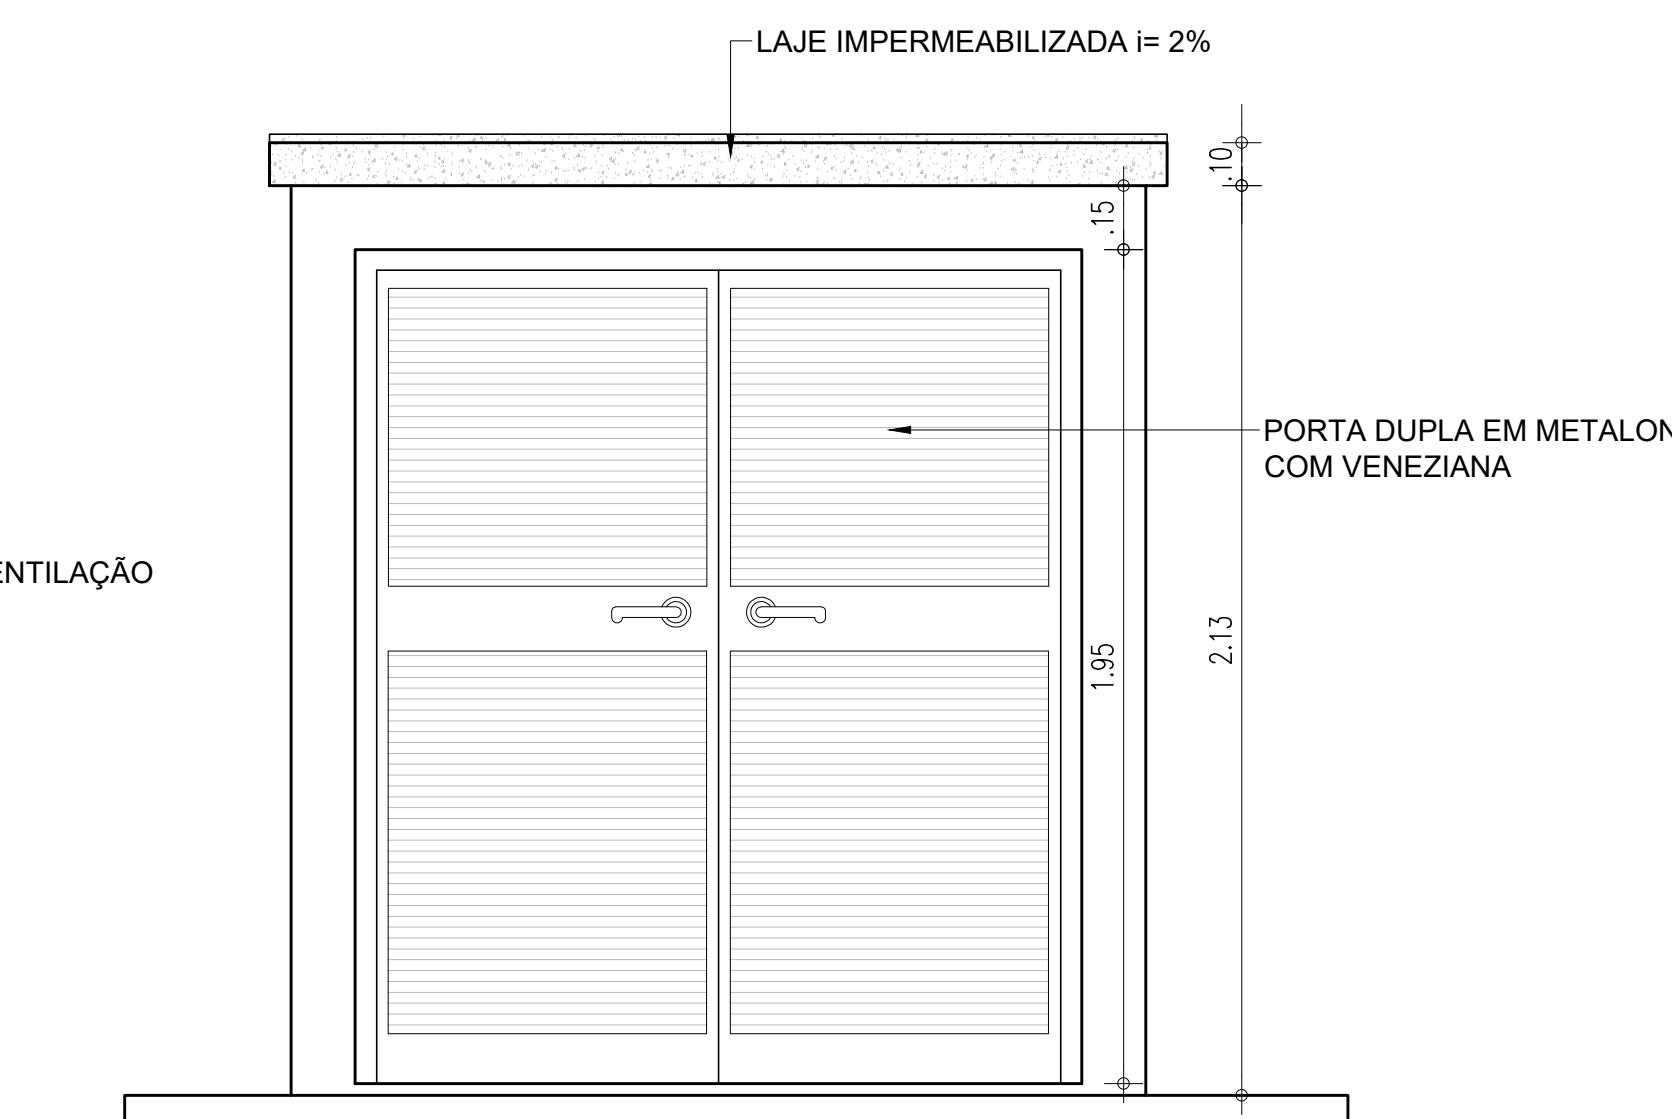 LAJE IMPERMEABILIZADA i= 2%
.10
.15
PORTA DUPLA EM METALON
COM VENEZIANA
ENTILAÇÃO
2.13
1.95